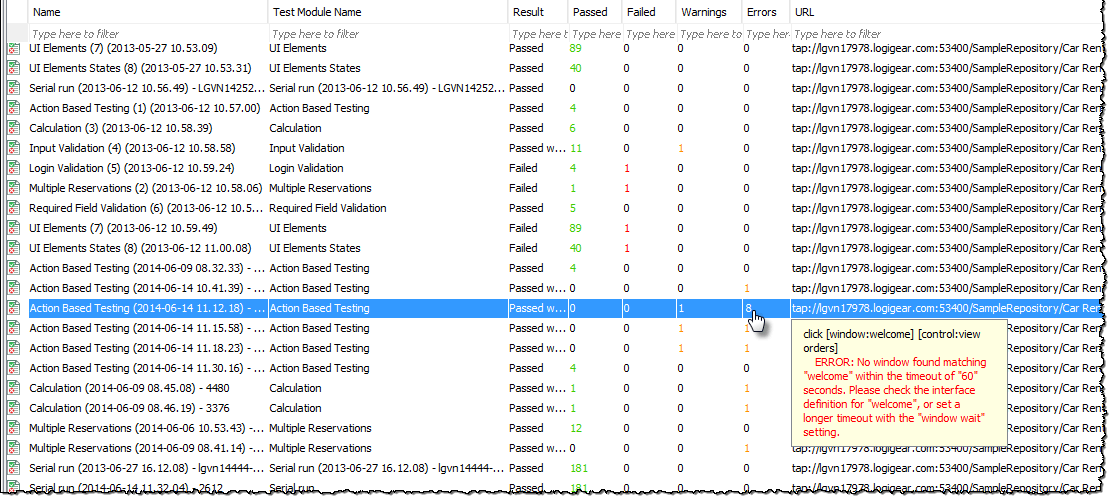 Name Test Module Name Result Passed Failed Warnings Errors URL
Type here to filter Type here to filter Type here t Type here Type here Type here to Type here Type here to filter
UI Elements (7) (2013-05-27 10.53.09) UI Elements Passed 89 0 0 0 tap://lgvn17978.logigear.com:53400/SampleRepository/Car Ren
UI Elements States (8) (2013-05-27 10.53.31) UI Elements States Passed 40 0 0 0 tap://lgvn17978.logigear.com:53400/SampleRepository/Car Ren
Serial run (2013-06-12 10.56.49) - LGVN14252... Serial run (2013-06-12 10.56.49) - LGVN14252... Passed 0 0 0 0 tap://lgvn17978.logigear.com:53400/SampleRepository/Car Ren
Action Based Testing (1) (2013-06-12 10.57.00) Action Based Testing Passed 4 0 0 0 tap://lgvn17978.logigear.com:53400/SampleRepository/Car Ren
Calculation (3) (2013-06-12 10.58.39) Calculation Passed 6 0 0 0 tap://lgvn17978.logigear.com:53400/SampleRepository/Car Ren
Input Validation (4) (2013-06-12 10.58.58) Input Validation Passed w... 11 0 1 0 tap://lgvn17978.logigear.com:53400/SampleRepository/Car Ren
Login Validation (5) (2013-06-12 10.59.24) Login Validation Failed 4 1 0 0 tap://lgvn17978.logigear.com:53400/SampleRepository/Car Ren
Multiple Reservations (2) (2013-06-12 10.58.06) Multiple Reservations Failed 1 1 0 0 tap://lgvn17978.logigear.com:53400/SampleRepository/Car Ren
Required Field Validation (6) (2013-06-12 10.5... Required Field Validation Passed 5 0 0 0 tap://lgvn17978.logigear.com:53400/SampleRepository/Car Ren
UI Elements (7) (2013-06-12 10.59.49) UI Elements Failed 89 1 0 0 tap://lgvn17978.logigear.com:53400/SampleRepository/Car Ren
UI Elements States (8) (2013-06-12 11.00.08) UI Elements States Failed 40 1 0 0 tap://lgvn17978.logigear.com:53400/SampleRepository/Car Ren
Action Based Testing (2014-06-09 08.32.33) - ... Action Based Testing Passed 4 0 0 0 tap://lgvn17978.logigear.com:53400/SampleRepository/Car Ren
Action Based Testing (2014-06-14 10.41.39) - ... Action Based Testing Passed w... 0 0 0 1 tap://lgvn17978.logigear.com:53400/SampleRepository/Car Ren
Action Based Testing (2014-06-14 11.12.18) - ... Action Based Testing Passed w... 0 0 1 8 tap://lgvn17978.logigear.com:53400/SampleRepository/Car Ren
Action Based Testing (2014-06-14 11.15.58) - ... Action Based Testing Passed w... 0 0 1 1 Repository/Car Ren
Action Based Testing (2014-06-14 11.18.23) - ... Action Based Testing Passed w... 0 0 1 1 Repository/Car Ren
Action Based Testing (2014-06-14 11.30.16) - ... Action Based Testing Passed 4 0 0 0 Repository/Car Ren
Calculation (2014-06-09 08.45.08) - 4480 Calculation Passed w... 1 0 0 1 Repository/Car Ren
Calculation (2014-06-09 08.46.19) - 3376 Calculation Passed w... 1 0 0 1 Repository/Car Ren
Multiple Reservations (2014-06-06 10.53.43) -... Multiple Reservations Passed 12 0 0 0 Repository/Car Ren
Multiple Reservations (2014-06-09 08.41.14) -... Multiple Reservations Passed w... 0 0 0 1 tap://lgvn17978.logigear.com:53400/SampleRepository/Car Ren
Serial run (2013-06-27 16.12.08) - lgvn14444-... Serial run (2013-06-27 16.12.08) - lgvn14444-... Passed 181 0 0 0 tap://lgvn17978.logigear.com:53400/SampleRepository/Car Ren
Serial run (2014-06-14 11.32.04) - 2612 Serial run Passed 181 0 0 0 tap://lgvn17978.logigear.com:53400/SampleRepository/Car Ren
click [window:welcome] [control:view
orders]
ERROR: No window found matching
"welcome" within the timeout of "60"
seconds. Please check the interface
definition for "welcome", or set a
longer timeout with the "window wait"
setting.